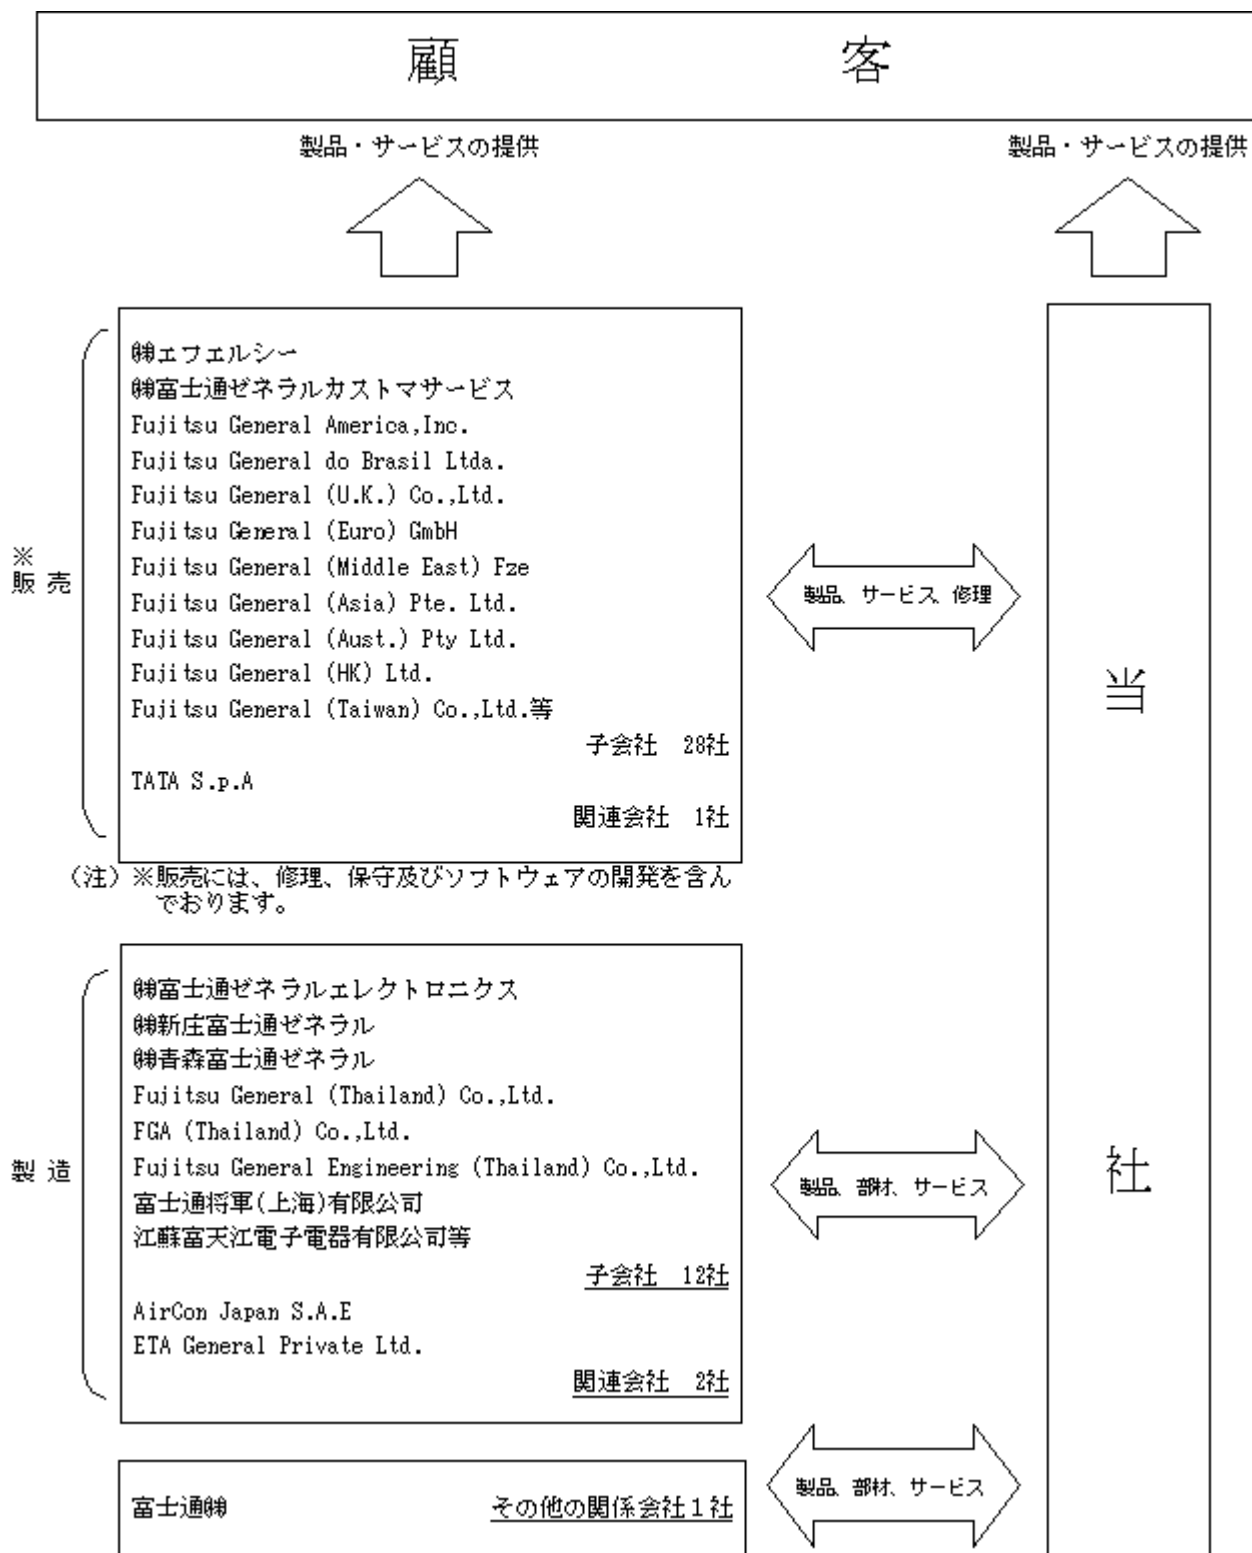 顧 客
製品・サービスの提供 製品・サービスの提供
㈱エフエルシー
㈱富士通ゼネラルカストマサービス
Fujitsu General America,Inc.
Fujitsu General do Brasil Ltda.
Fujitsu General (U.K.) Co.,Ltd.
Fujitsu General (Euro) GmbH
Fujitsu General (Middle East) Fze
Fujitsu General (Asia) Pte. Ltd.
Fujitsu General (Aust.) Pty Ltd.
Fujitsu General (HK) Ltd.
Fujitsu General (Taiwan) Co.,Ltd.等
子会社 28社
TATA S.p.A
関連会社 1社
※
販 売
製品、サービス、修理
(注) ※販売には、修理、保守及びソフトウェアの開発を含ん
でおります。
㈱富士通ゼネラルエレクトロニクス
㈱新庄富士通ゼネラル
㈱青森富士通ゼネラル
Fujitsu General (Thailand) Co.,Ltd.
FGA (Thailand) Co.,Ltd.
Fujitsu General Engineering (Thailand) Co.,Ltd.
富士通将軍(上海)有限公司
江蘇富天江電子電器有限公司等
子会社 12社
AirCon Japan S.A.E
ETA General Private Ltd.
関連会社 2社
製 造
製品、部材、サービス
富士通㈱ その他の関係会社１社
製品、部材、サービス
当
社